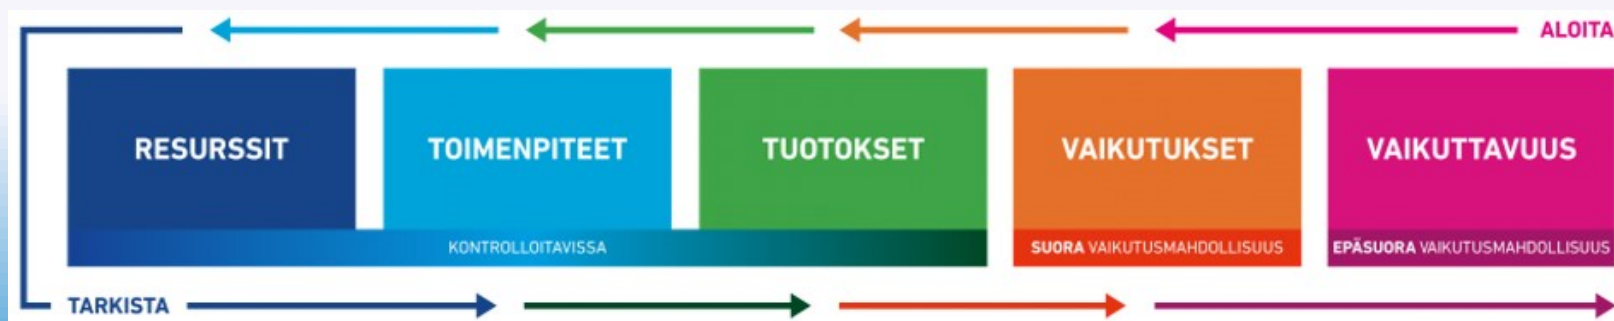 ALOITA
RESURSSIT
TOIMENPITEET
TUOTOKSET
VAIKUTUKSET
VAIKUTTAVUUS
KONTROLLOITAVISSA
SUORA VAIKUTUSMAHDOLLISUUS
EPÄSUORA VAIKUTUSMAHDOLLISUUS
TARKISTA